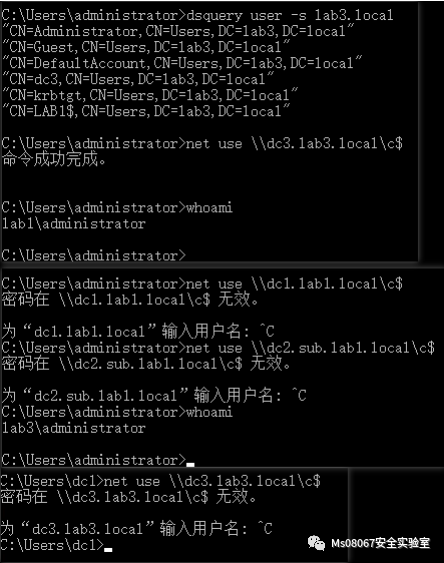 C:\Users\administrator>dsquery user -s lab3.local
"CN=Administrator,CN=Users,DC=lab3,DC=local"
"CN=Guest,CN=Users,DC=lab3,DC=local"
"CN=DefaultAccount,CN=Users,DC=lab3,DC=local"
"CN=dc3,CN=Users,DC=lab3,DC=local"
"CN=krbtgt,CN=Users,DC=lab3,DC=local"
"CN=LAB1$,CN=Users,DC=lab3,DC=local"
C:\Users\administrator>net use \\dc3.lab3.local\c$
命令成功完成。
C:\Users\administrator>whoami
lab1\administrator
C:\Users\administrator>
C:\Users\administrator>net use \\dc1.lab1.local\c$
密码在 \\dc1.lab1.local\c$ 无效。
为“dc1.lab1.local”输入用户名: ^C
C:\Users\administrator>net use \\dc2.sub.lab1.local\c$
密码在 \\dc2.sub.lab1.local\c$ 无效。
为“dc2.sub.lab1.local”输入用户名: ^C
C:\Users\administrator>whoami
lab3\administrator
C:\Users\administrator>
C:\Users\dc1>net use \\dc3.lab3.local\c$
密码在 \\dc3.lab3.local\c$ 无效。
为“dc3.lab3.local”输入用户名: ^C
C:\Users\dc1>
Ms08067安全实验室